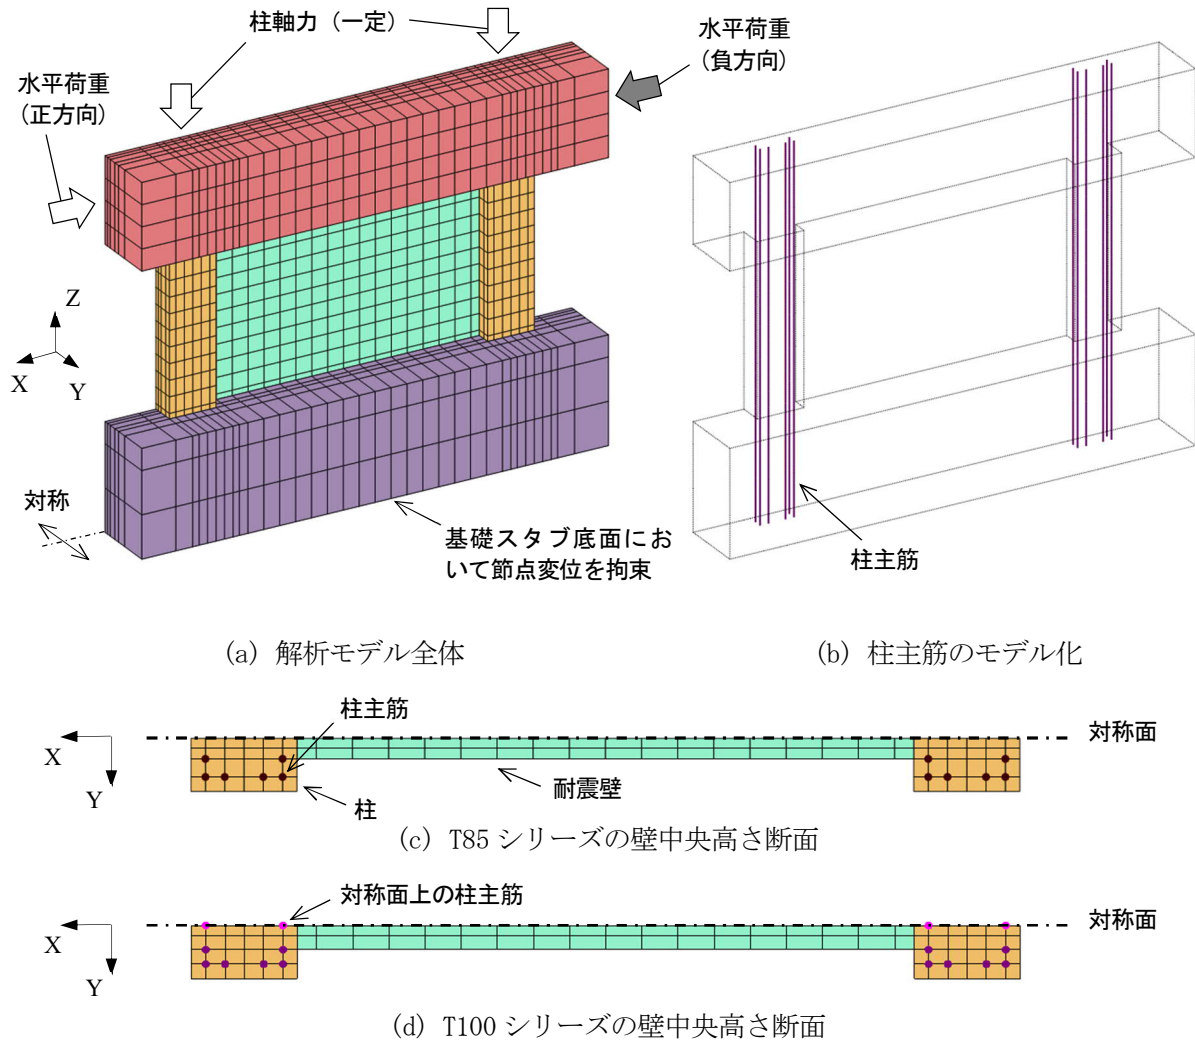 柱軸力（一定）
水平荷重
（負方向）
水平荷重
（正方向）
Z
X
Y
対称
基礎スタブ底面にお
いて節点変位を拘束
柱主筋
(a) 解析モデル全体
(b) 柱主筋のモデル化
柱主筋
対称面
X
Y
耐震壁
柱
(c) T85 シリーズの壁中央高さ断面
対称面上の柱主筋
対称面
X
Y
(d) T100 シリーズの壁中央高さ断面